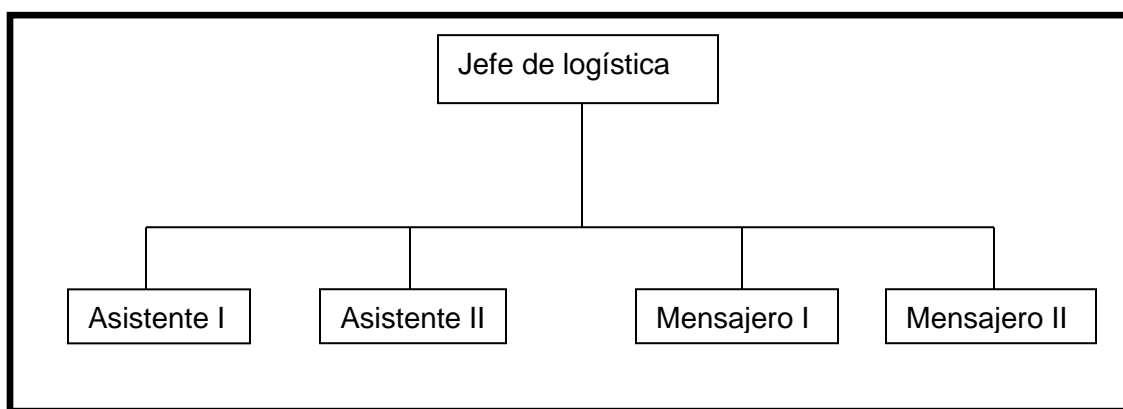 Jefe de logística
Asistente I
Asistente II
Mensajero I
Mensajero II